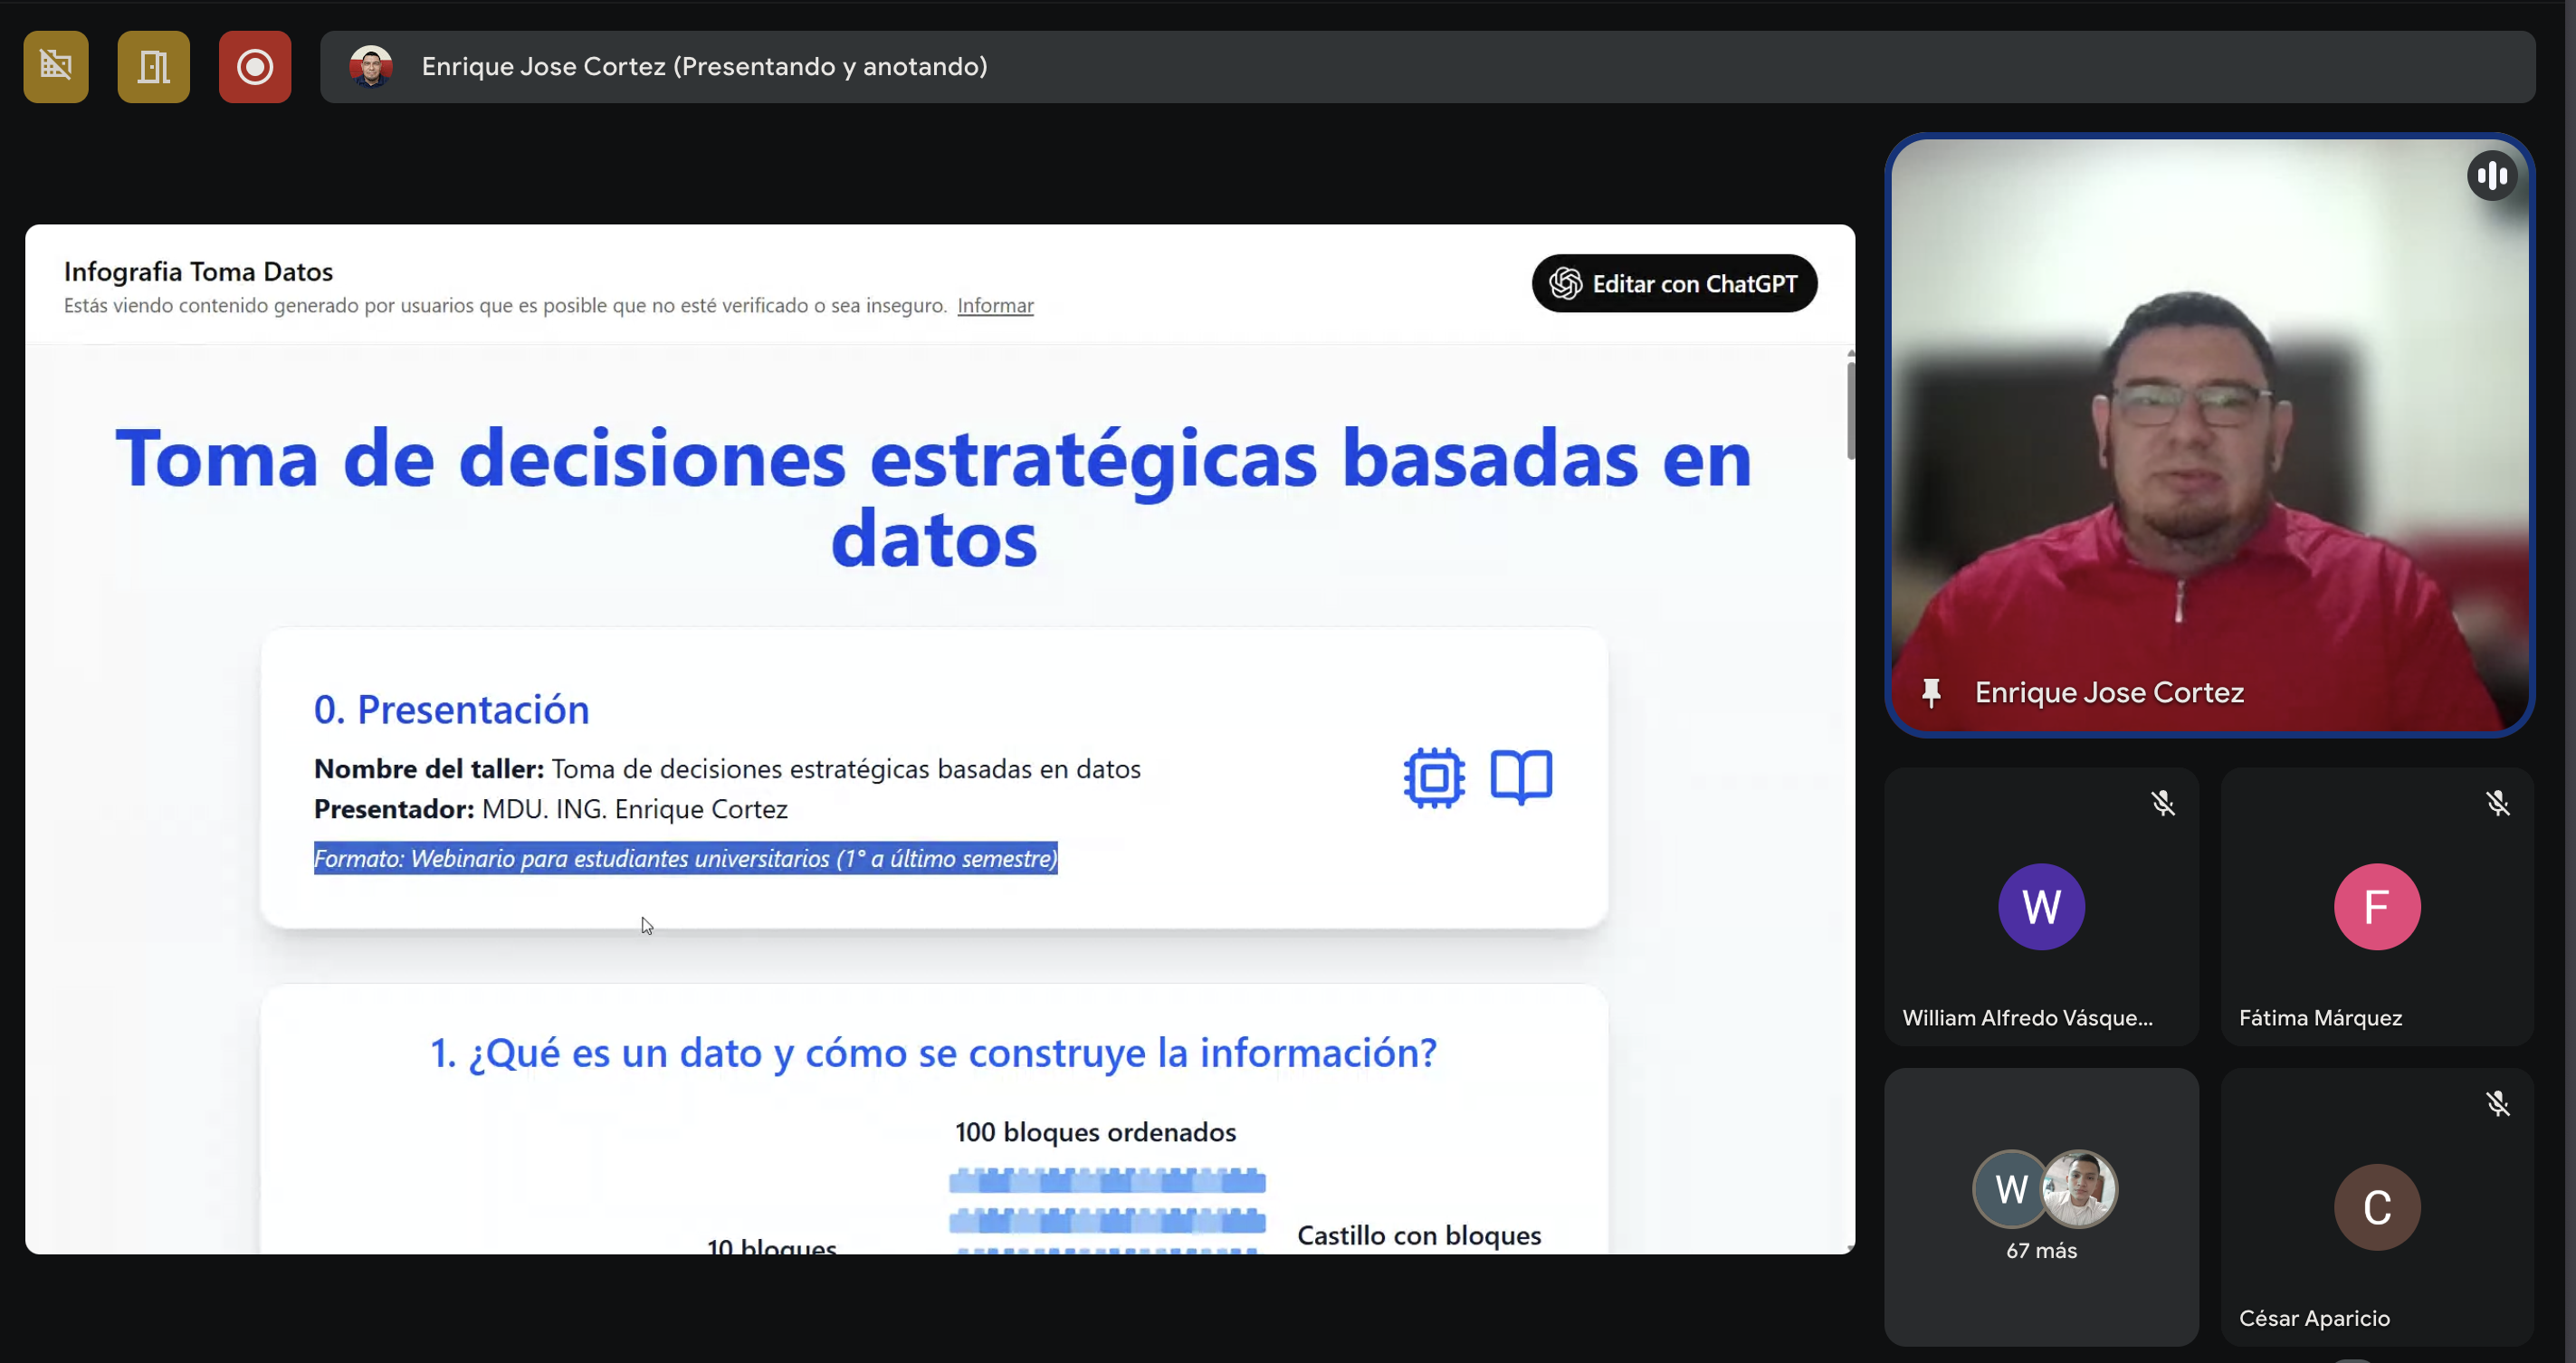 Enrique Jose Cortez (Presentando y anotando)
Infografia Toma Datos
Estás viendo contenido generado por usuarios que es posible que no esté verificado o sea inseguro. Informar
Editar con ChatGPT
Toma de decisiones estratégicas basadas en
datos
0. Presentación
Nombre del taller: Toma de decisiones estratégicas basadas en datos
Presentador: MDU. ING. Enrique Cortez
Formato: Webinario para estudiantes universitarios (1° a último semestre)
1. ¿Qué es un dato y cómo se construye la información?
100 bloques ordenados
10 bloques
Castillo con bloques
Enrique Jose Cortez
W
William Alfredo Vásque...
F
Fátima Márquez
W
67 más
C
César Aparicio